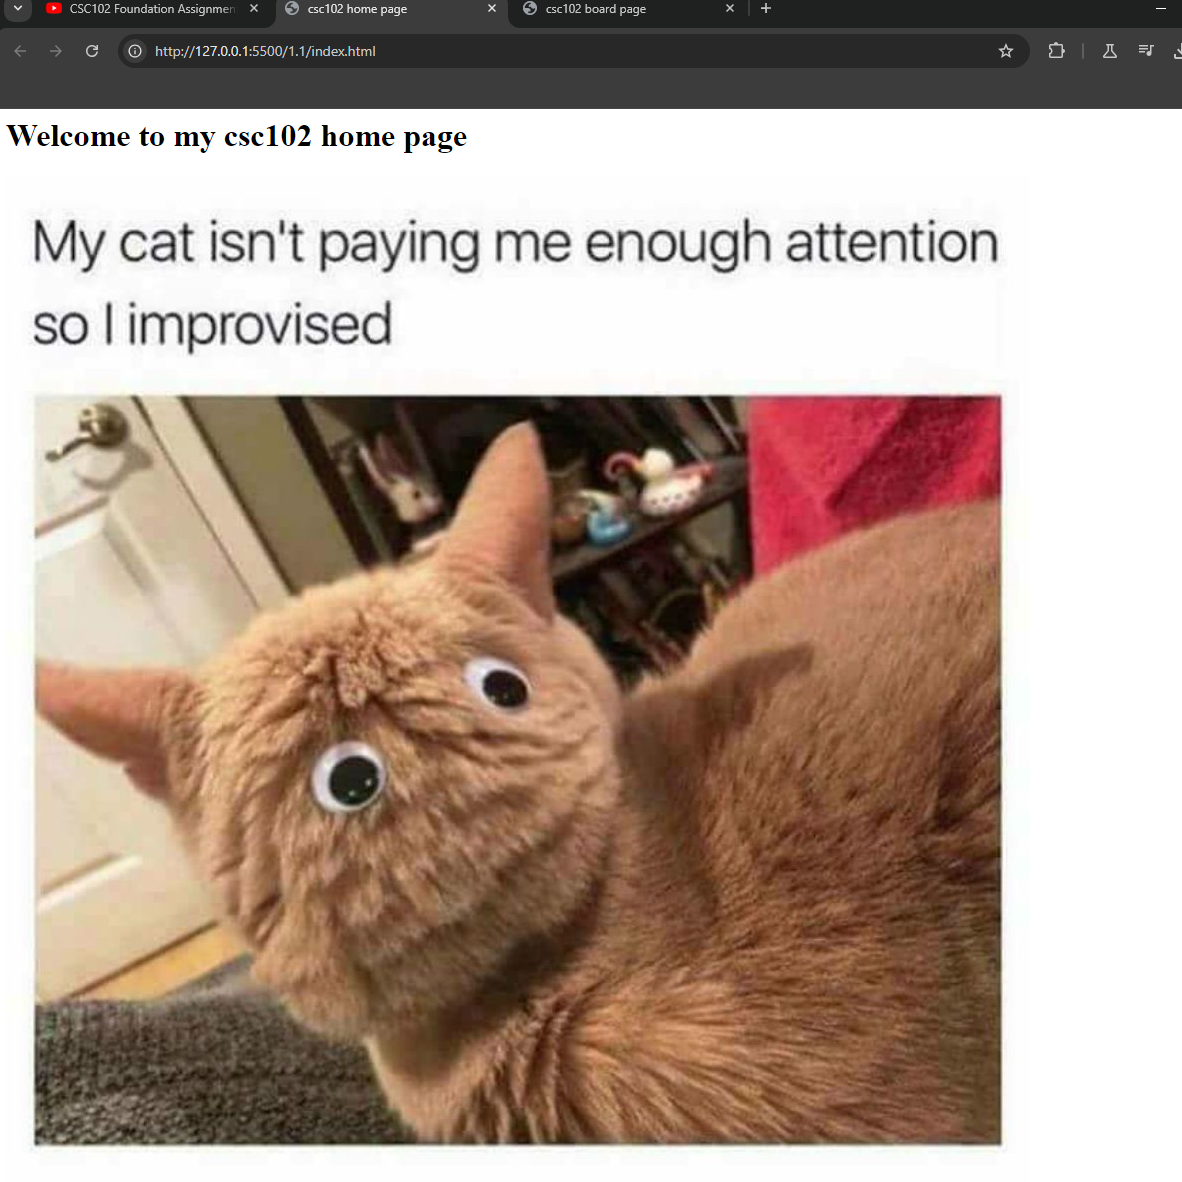 CSC102 Foundation Assignmen
csc102 home page
csc102 board page
http://127.0.0.1:5500/1.1/index.html
Welcome to my csc102 home page
My cat isn't paying me enough attention
so I improvised